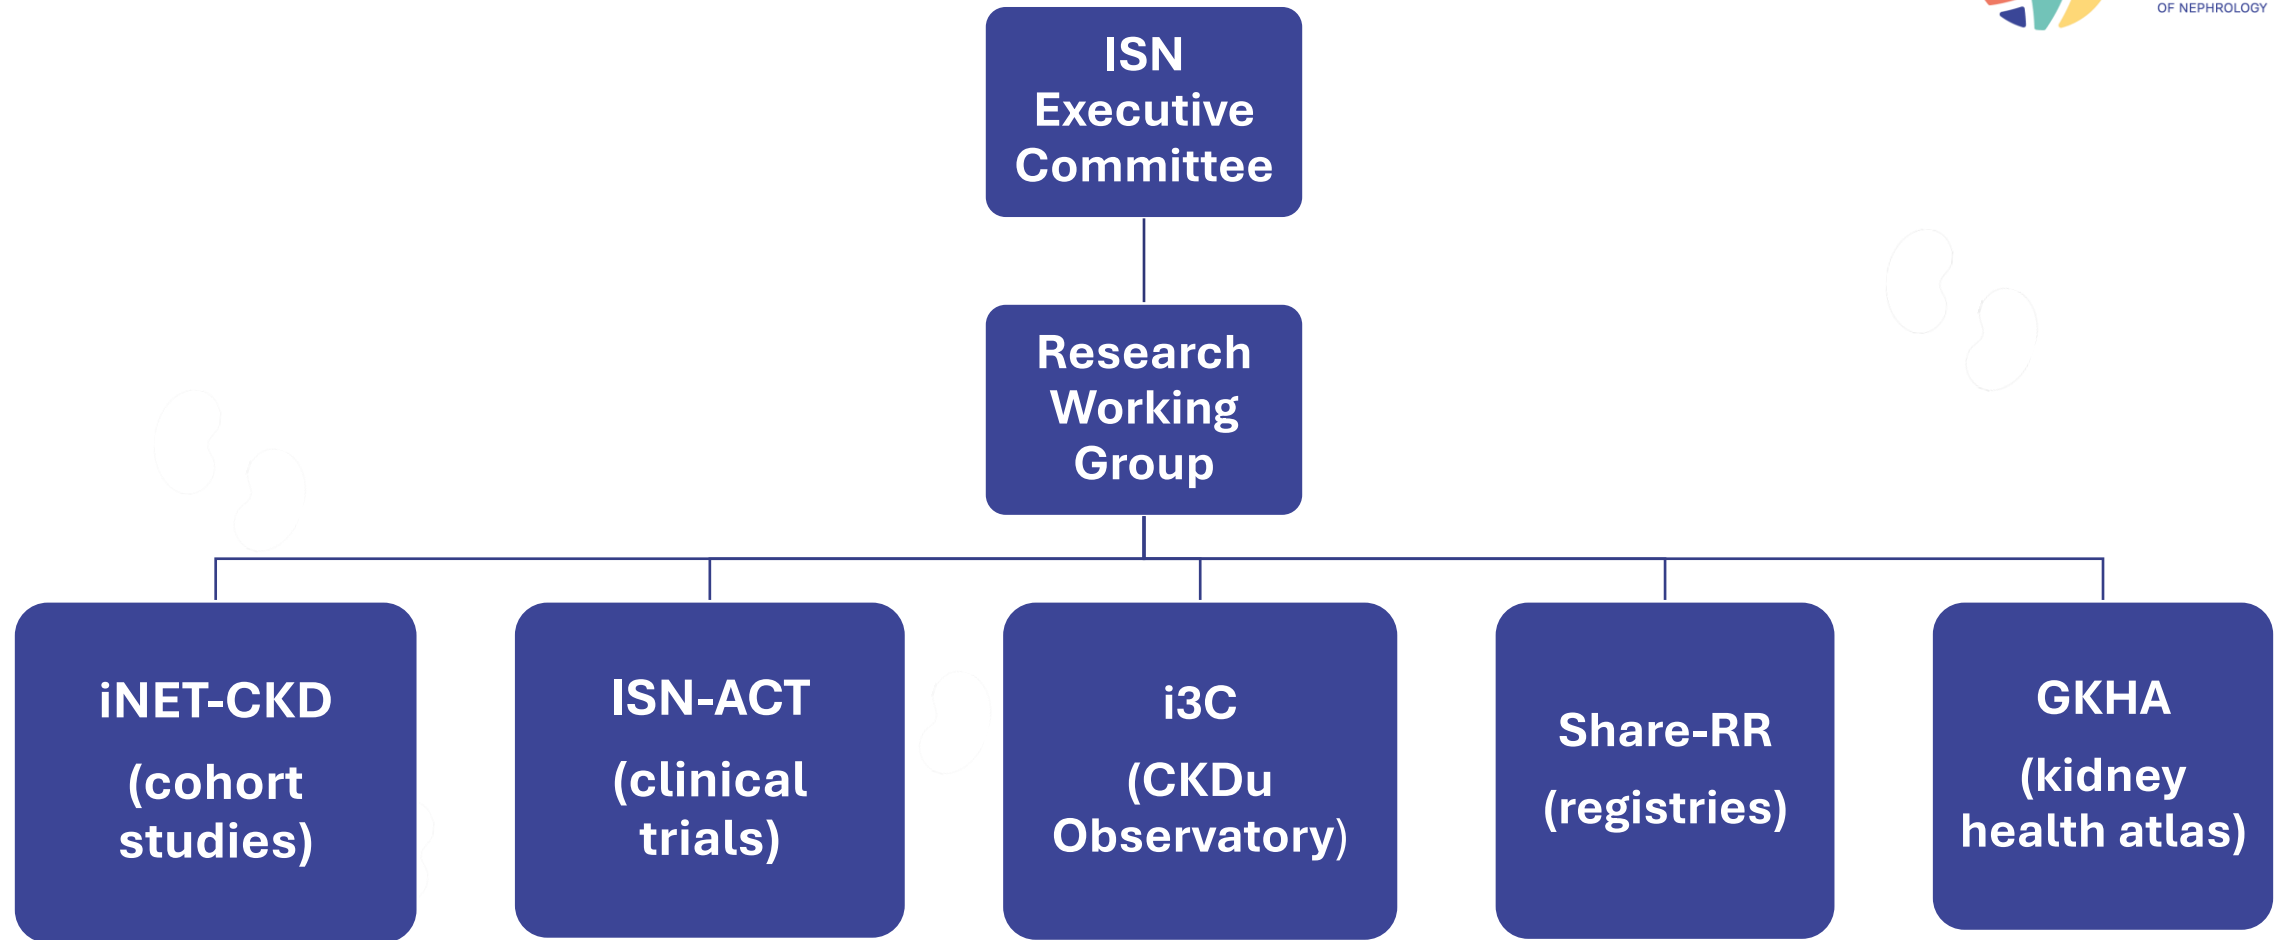 OF NEPHROLOGY
ISN
Executive
Committee
Research
Working
Group
iNET-CKD
(cohort
studies)
ISN-ACT
(clinical
trials)
i3C
(CKDu
Observatory)
Share-RR
(registries)
GKHA
(kidney
health atlas)